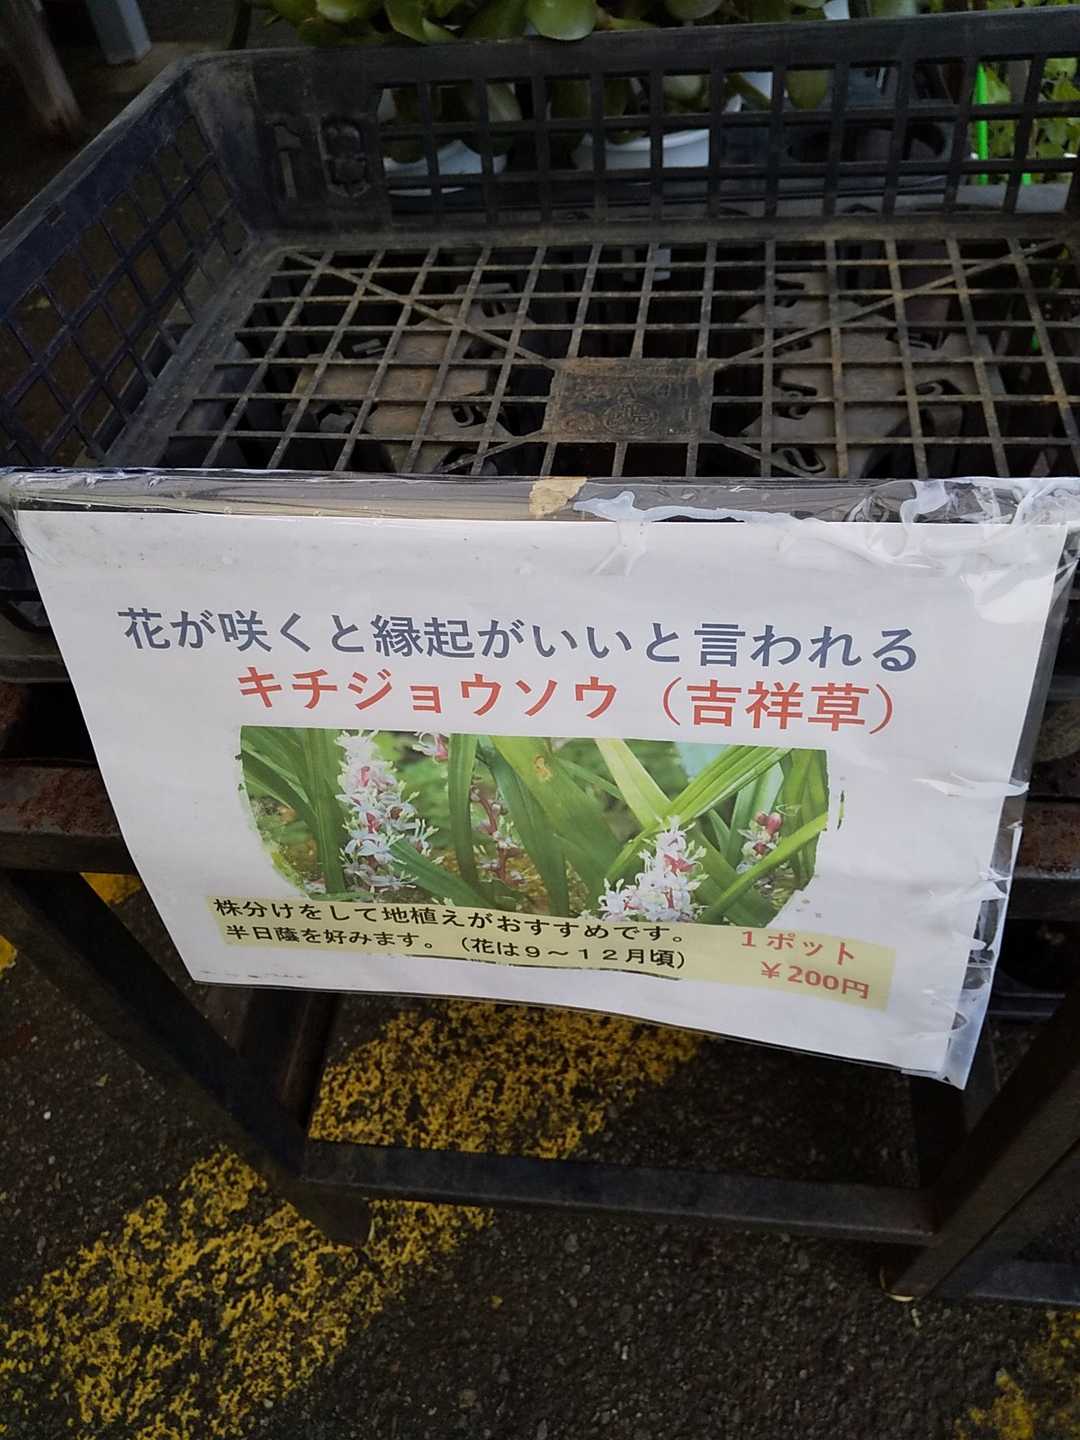 18
花が咲くと縁起がいいと言われる
キチジョウソウ（吉祥草）
株分けをして地植えがおすすめです。
半日蔭を好みます。（花は９～１２月頃）
１ポット
￥200円